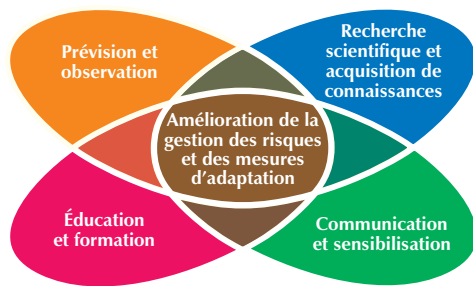 Prévision et
observation
Recherche
scientifique et
acquisition de
connaissances
Amélioration de la
gestion des risques
et des mesures
d'adaptation
Éducation
et formation
Communication
et sensibilisation